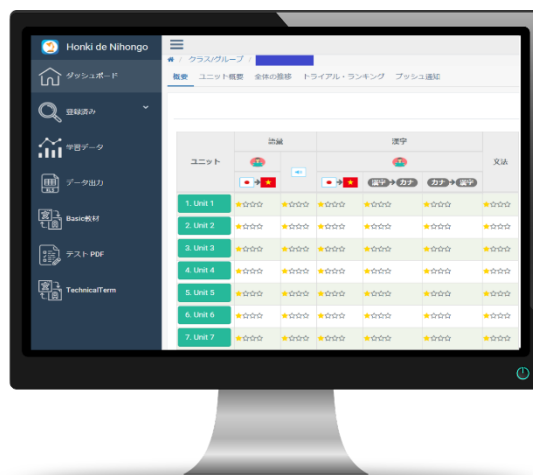 Honki de Nihongo
ダッシュボード
登録済み
学習データ
データ出力
Basic教材
テスト PDF
TechnicalTerm
/ クラス/グループ /
概要 ユニット概要 全体の推移 トライアル・ランキング プッシュ通知
ユニット 語彙 漢字 文法
漢字→カナ カナ→漢字
1. Unit 1
2. Unit 2
3. Unit 3
4. Unit 4
5. Unit 5
6. Unit 6
7. Unit 7